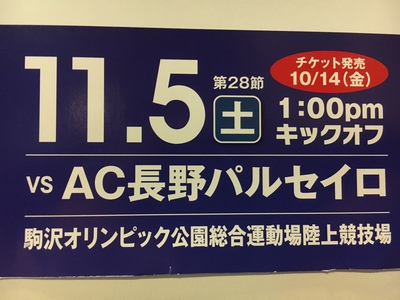 11.5 土 第28節
チケット発売
10/14(金)
1:00pm
キックオフ
VS AC長野パルセイロ
駒沢オリンピック公園総合運動場陸上競技場